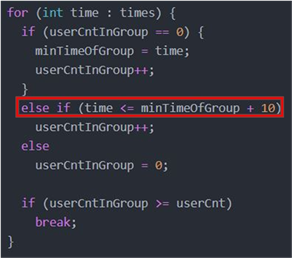 for (int time : times) {
if (userCntInGroup == 0) {
minTimeOfGroup = time;
userCntInGroup++;
}
else if (time <= minTimeOfGroup + 10)
userCntInGroup++;
else
userCntInGroup = 0;
if (userCntInGroup >= userCnt)
break;
}